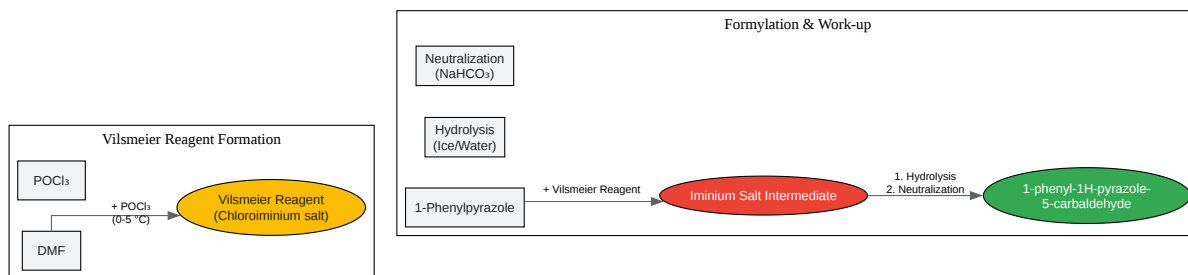 Vilsmeier Reagent Formation
POCl₃
DMF
+ POCl₃
(0-5 °C)
Vilsmeier Reagent
(Chloroiminium salt)
Formylation & Work-up
Neutralization
(NaHCO₃)
Hydrolysis
(Ice/Water)
1-Phenylpyrazole
+ Vilsmeier Reagent
Iminium Salt Intermediate
1. Hydrolysis
2. Neutralization
1-phenyl-1H-pyrazole-
5-carbaldehyde